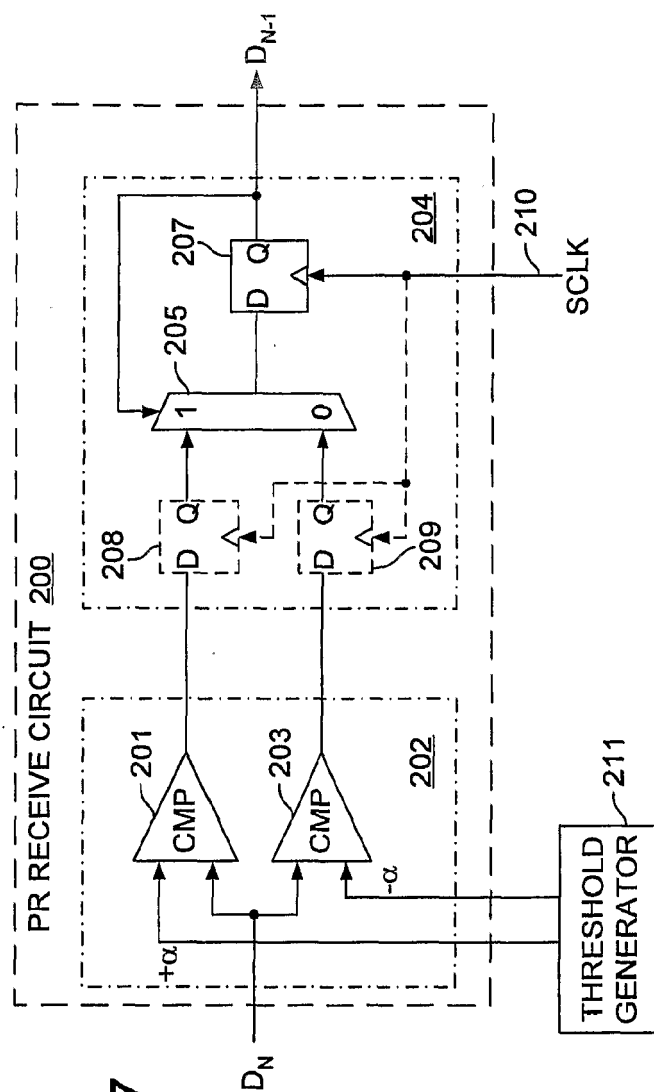 PR RECEIVE CIRCUIT 200
201
CMP
203
CMP
202
+α
-α
D_N
THRESHOLD
GENERATOR
211
208
D Q
209
D Q
205
1
0
207
D Q
204
D_{N-1}
210
SCLK
7